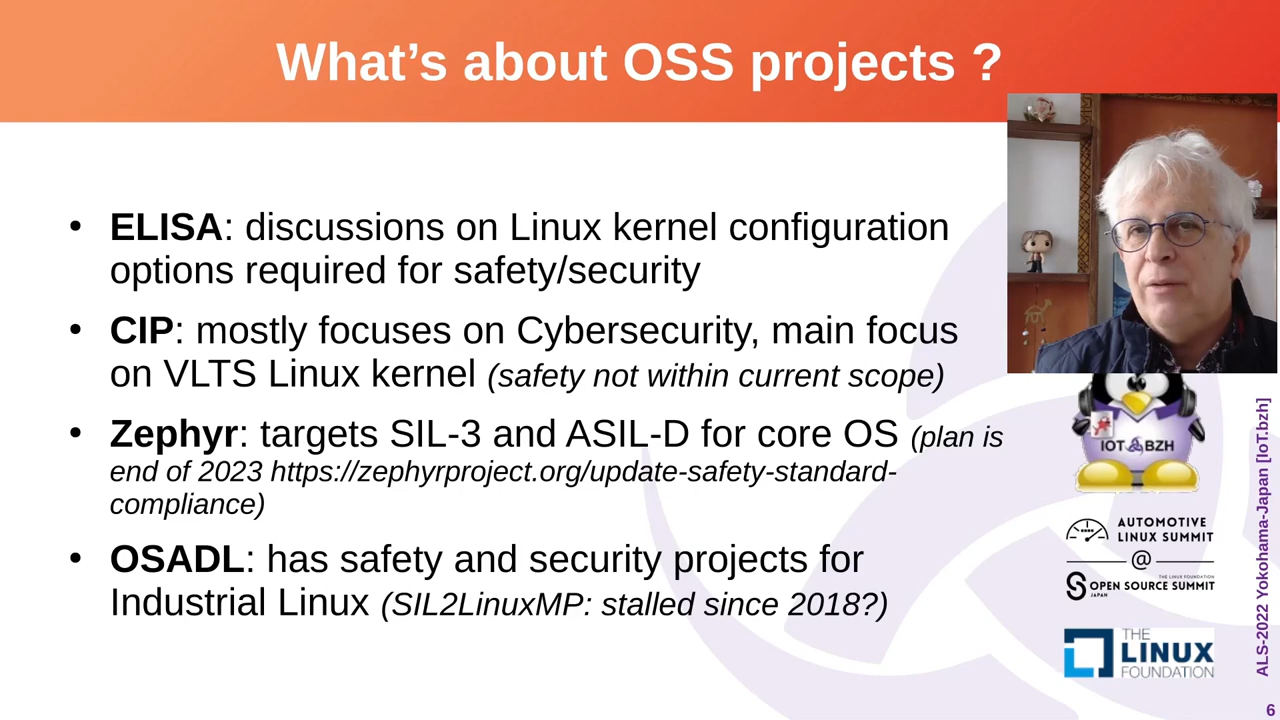 What's about OSS projects ?
• ELISA: discussions on Linux kernel configuration
options required for safety/security
• CIP: mostly focuses on Cybersecurity, main focus
on VLTS Linux kernel (safety not within current scope)
• Zephyr: targets SIL-3 and ASIL-D for core OS (plan is
end of 2023 https://zephyrproject.org/update-safety-standard-
compliance)
• OSADL: has safety and security projects for
Industrial Linux (SIL2LinuxMP: stalled since 2018?)
IOT BZH
AUTOMOTIVE
LINUX SUMMIT
@
THE LINUX FOUNDATION
OPEN SOURCE SUMMIT
JAPAN
THE
LINUX
FOUNDATION
ALS-2022 Yokohama-Japan [IoT.bzh]
6